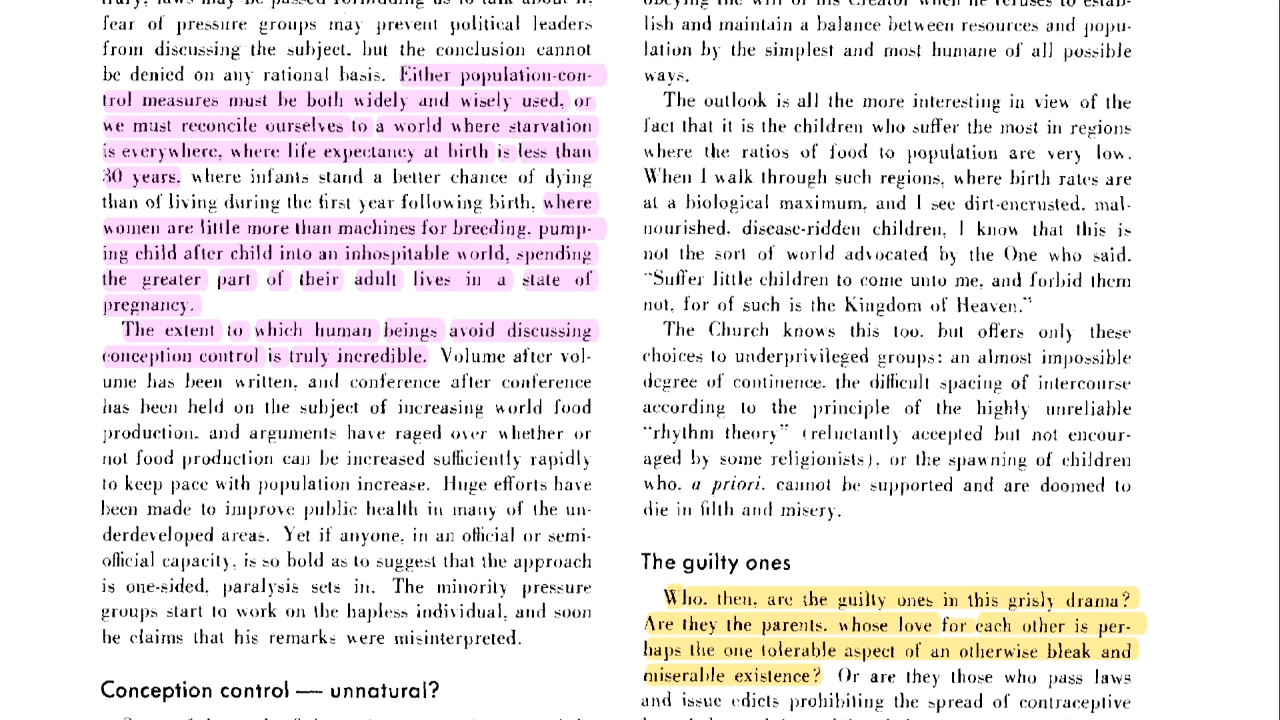 fear of pressure groups may prevent political leaders
from discussing the subject, but the conclusion cannot
be denied on any rational basis. Either population-con-
trol measures must be both widely and wisely used, or
we must reconcile ourselves to a world where starvation
is everywhere, where life expectancy at birth is less than
30 years, where infants stand a better chance of dying
than of living during the first year following birth, where
women are little more than machines for breeding, pump-
ing child after child into an inhospitable world, spending
the greater part of their adult lives in a state of
pregnancy.
The extent to which human beings avoid discussing
conception control is truly incredible. Volume after vol-
ume has been written, and conference after conference
has been held on the subject of increasing world food
production, and arguments have raged over whether or
not food production can be increased sufficiently rapidly
to keep pace with population increase. Huge efforts have
been made to improve public health in many of the un-
derdeveloped areas. Yet if anyone, in an official or semi-
official capacity, is so bold as to suggest that the approach
is one-sided, paralysis sets in. The minority pressure
groups start to work on the hapless individual, and soon
he claims that his remarks were misinterpreted.
Conception control — unnatural?
obeying the will of his Creator when he refuses to estab-
lish and maintain a balance between resources and popu-
lation by the simplest and most humane of all possible
ways.
The outlook is all the more interesting in view of the
fact that it is the children who suffer the most in regions
where the ratios of food to population are very low.
When I walk through such regions, where birth rates are
at a biological maximum, and I see dirt-encrusted, mal-
nourished, disease-ridden children, I know that this is
not the sort of world advocated by the One who said,
"Suffer little children to come unto me, and forbid them
not, for of such is the Kingdom of Heaven."
The Church knows this too, but offers only these
choices to underprivileged groups: an almost impossible
degree of continence, the difficult spacing of intercourse
according to the principle of the highly unreliable
"rhythm theory" (reluctantly accepted but not encour-
aged by some religionists), or the spawning of children
who, a priori, cannot be supported and are doomed to
die in filth and misery.
The guilty ones
Who, then, are the guilty ones in this grisly drama?
Are they the parents, whose love for each other is per-
haps the one tolerable aspect of an otherwise bleak and
miserable existence? Or are they those who pass laws
and issue edicts prohibiting the spread of contraceptive